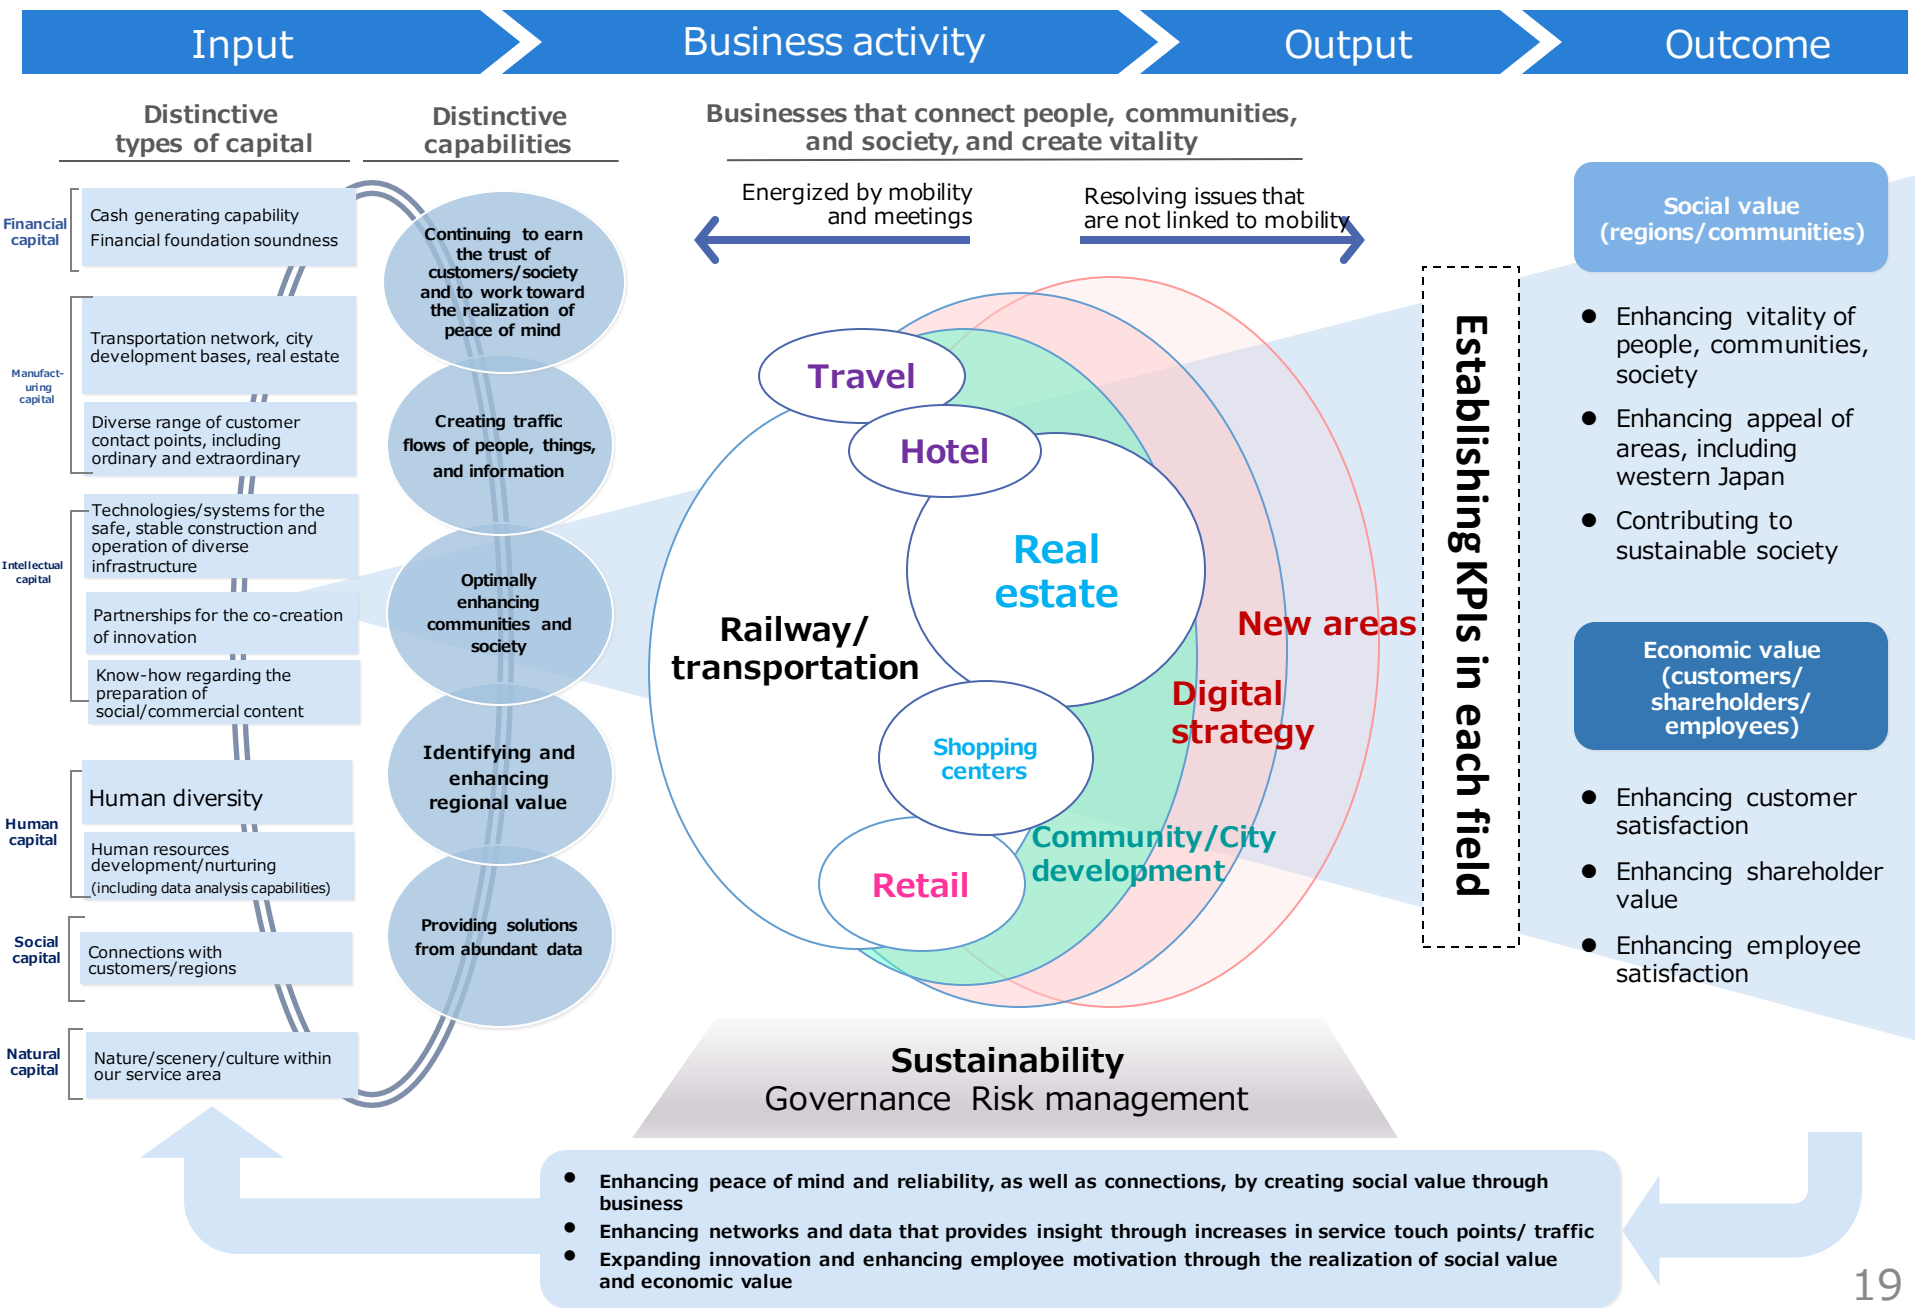 Input
Business activity
Output
Outcome
Distinctive
types of capital
Distinctive
capabilities
Businesses that connect people, communities,
and society, and create vitality
Financial
capital
Cash generating capability
Financial foundation soundness
Manufact-
uring
capital
Transportation network, city
development bases, real estate
Diverse range of customer
contact points, including
ordinary and extraordinary
Intellectual
capital
Technologies/systems for the
safe, stable construction and
operation of diverse
infrastructure
Partnerships for the co-creation
of innovation
Know-how regarding the
preparation of
social/commercial content
Human
capital
Human diversity
Human resources
development/nurturing
(including data analysis capabilities)
Social
capital
Connections with
customers/regions
Natural
capital
Nature/scenery/culture within
our service area
Continuing to earn
the trust of
customers/society
and to work toward
the realization of
peace of mind
Creating traffic
flows of people, things,
and information
Optimally
enhancing
communities and
society
Identifying and
enhancing
regional value
Providing solutions
from abundant data
Energized by mobility
and meetings
Resolving issues that
are not linked to mobility
Travel
Hotel
Real
estate
Railway/
transportation
New areas
Digital
strategy
Shopping
centers
Community/City
development
Retail
Sustainability
Governance Risk management
Establishing KPIs in each field
Social value
(regions/communities)
● Enhancing vitality of
people, communities,
society
● Enhancing appeal of
areas, including
western Japan
● Contributing to
sustainable society
Economic value
(customers/
shareholders/
employees)
● Enhancing customer
satisfaction
● Enhancing shareholder
value
● Enhancing employee
satisfaction
● Enhancing peace of mind and reliability, as well as connections, by creating social value through
business
● Enhancing networks and data that provides insight through increases in service touch points/ traffic
● Expanding innovation and enhancing employee motivation through the realization of social value
and economic value
19